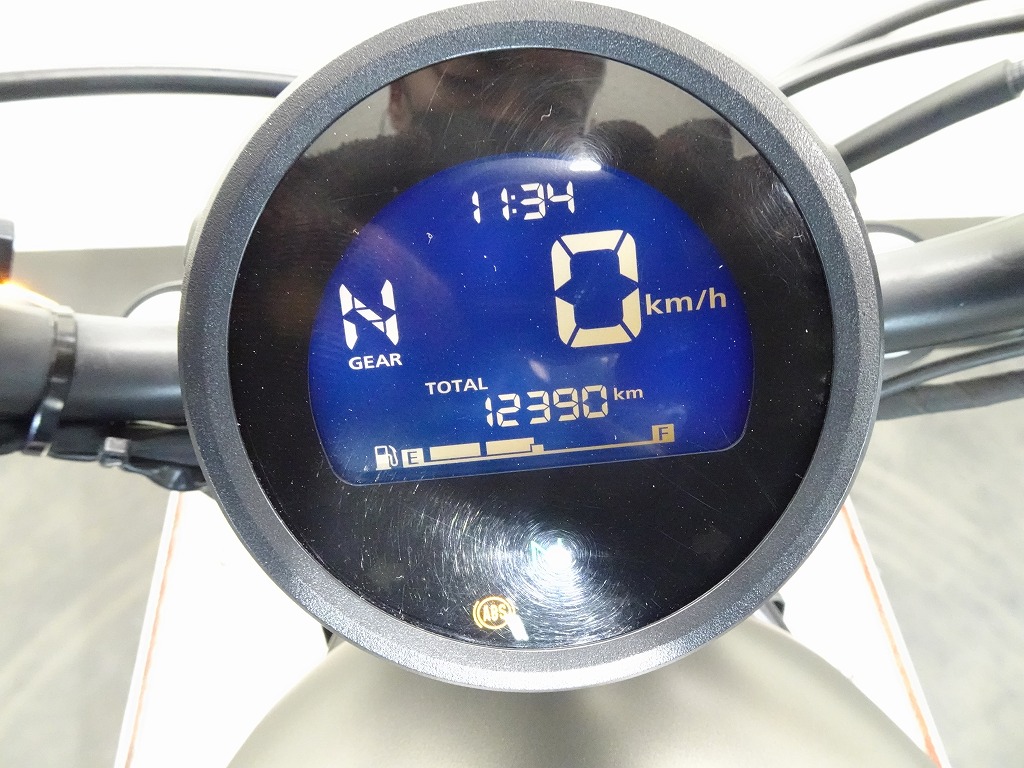 11:34
0 km/h
N
GEAR
TOTAL
12390 km
E F
ABS